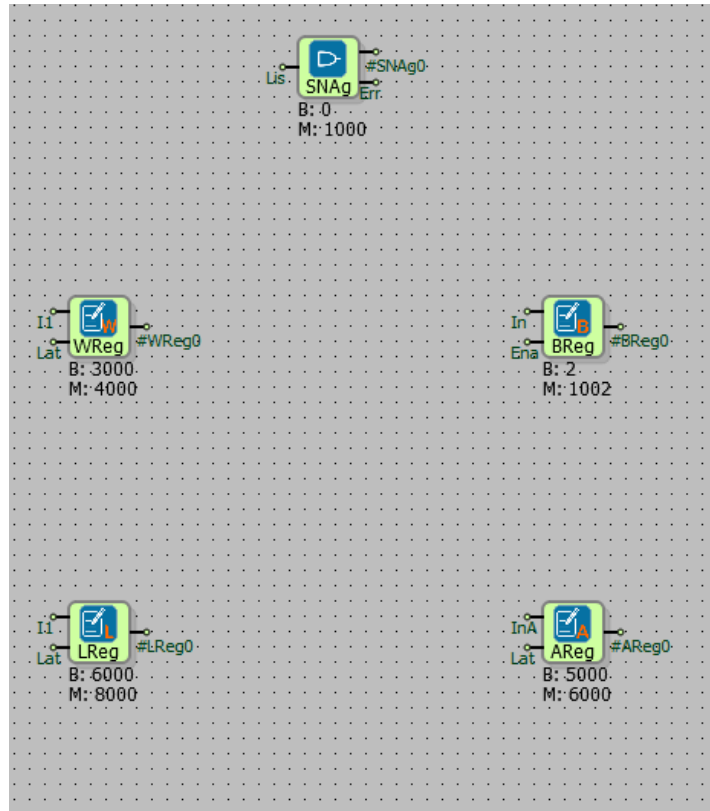 Lis
#SNAg0
SNAg
Err
B: 0
M: 1000
I1
Lat
W
WReg
#WReg0
B: 3000
M: 4000
In
Ena
B
BReg
#BReg0
B: 2
M: 1002
I1
Lat
L
LReg
#LReg0
B: 6000
M: 8000
InA
Lat
A
AReg
#AReg0
B: 5000
M: 6000